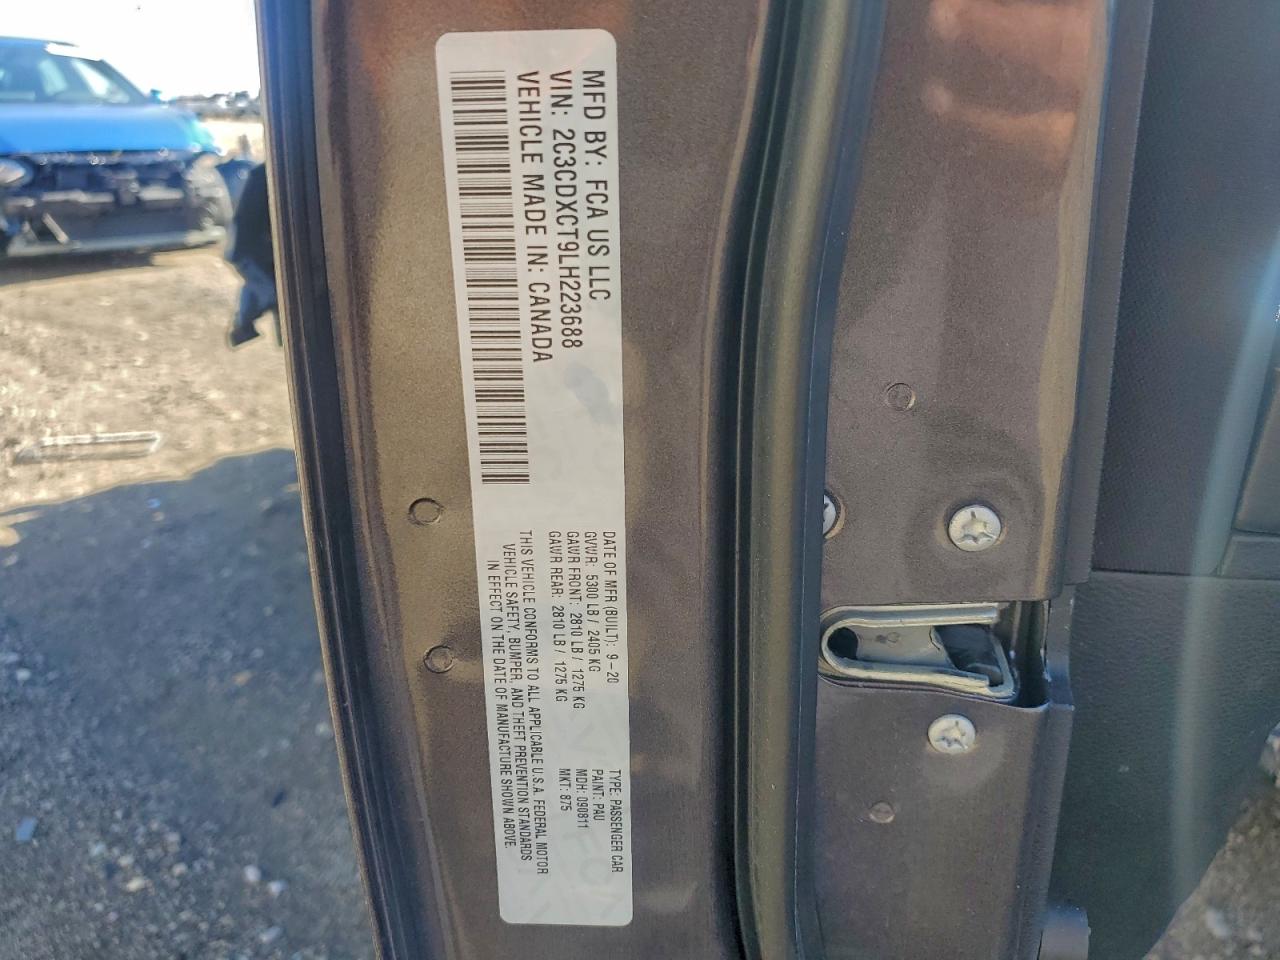 MFD BY: FCA US LLC
VIN: 2C3CDXCT9LH223688
VEHICLE MADE IN: CANADA
DATE OF MFR (BUILT): 9-20
GVWR: 5300 LB / 2405 KG
GAWR FRONT: 2810 LB / 1275 KG
GAWR REAR: 2810 LB / 1275 KG
THIS VEHICLE CONFORMS TO ALL APPLICABLE U.S.A. FEDERAL MOTOR
VEHICLE SAFETY, BUMPER, AND THEFT PREVENTION STANDARDS
IN EFFECT ON THE DATE OF MANUFACTURE SHOWN ABOVE.
TYPE: PASSENGER CAR
PAINT: PAU
MDH: 090811
MKT: 875